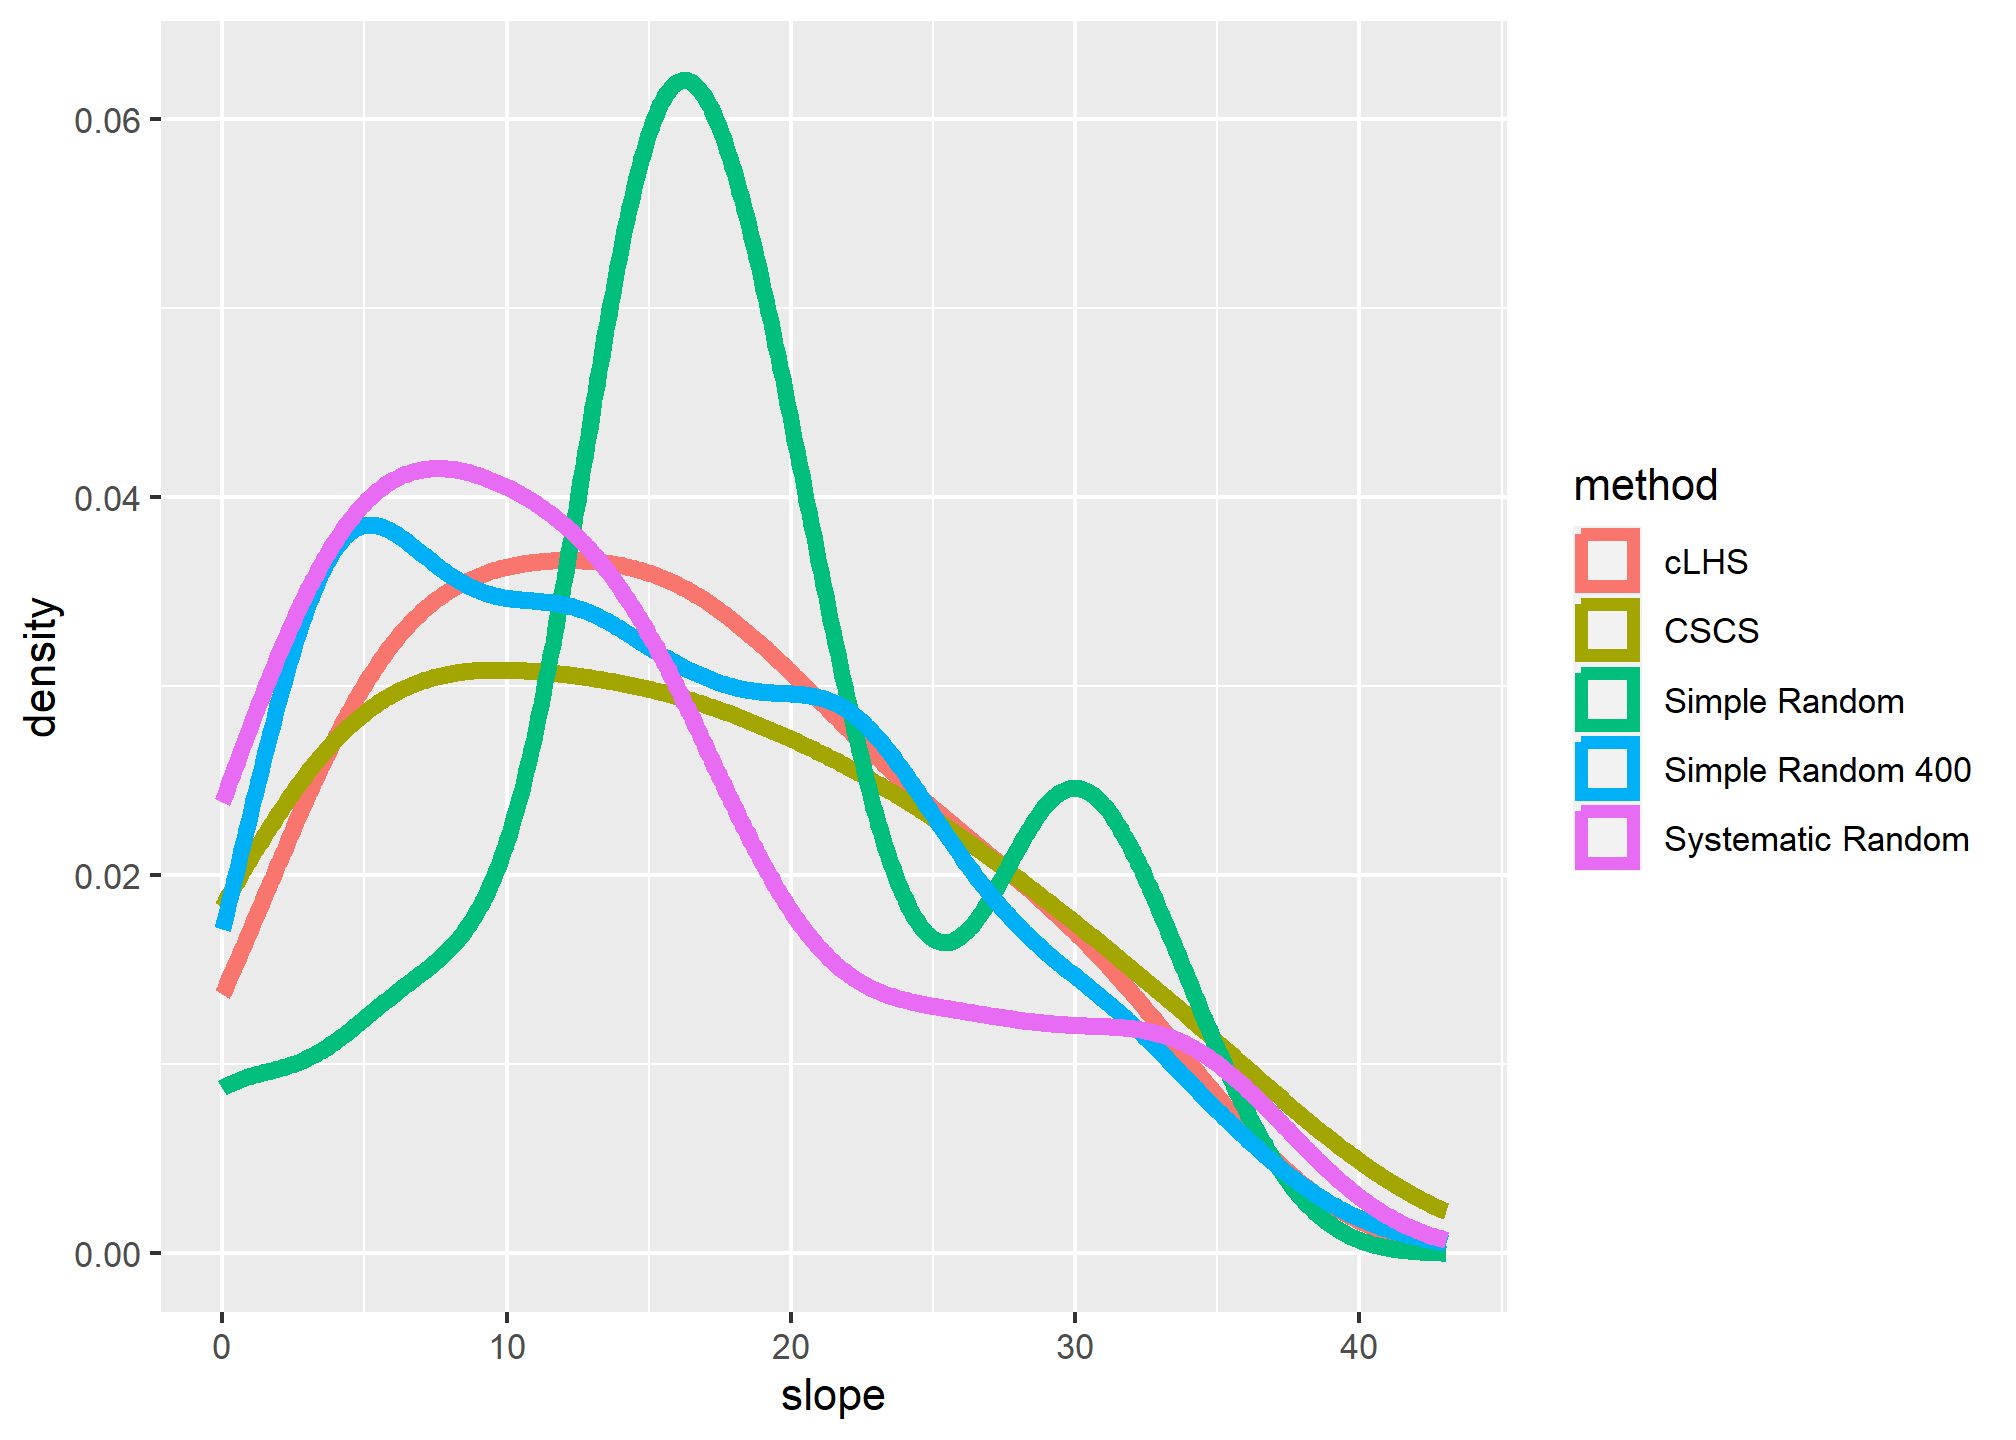 0.06
0.04
0.02
0.00
density
0 10 20 30 40
slope
method
cLHS
CSCS
Simple Random
Simple Random 400
Systematic Random